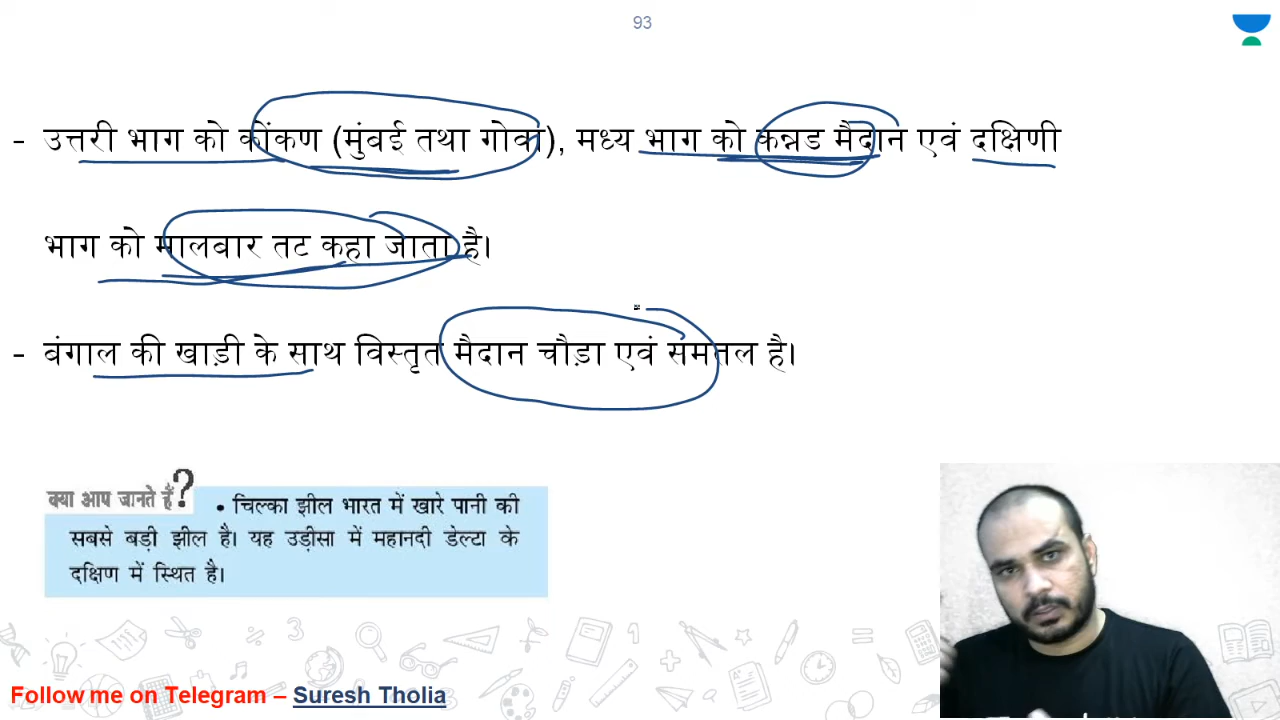 93
- उत्तरी भाग को कोंकण (मुंबई तथा गोवा), मध्य भाग को कन्नड मैदान एवं दक्षिणी
भाग को मालबार तट कहा जाता है।
- बंगाल की खाड़ी के साथ विस्तृत मैदान चौड़ा एवं समतल है।
क्या आप जानते हैं?
• चिल्का झील भारत में खारे पानी की
सबसे बड़ी झील है। यह उड़ीसा में महानदी डेल्टा के
दक्षिण में स्थित है।
Follow me on Telegram – Suresh Tholia